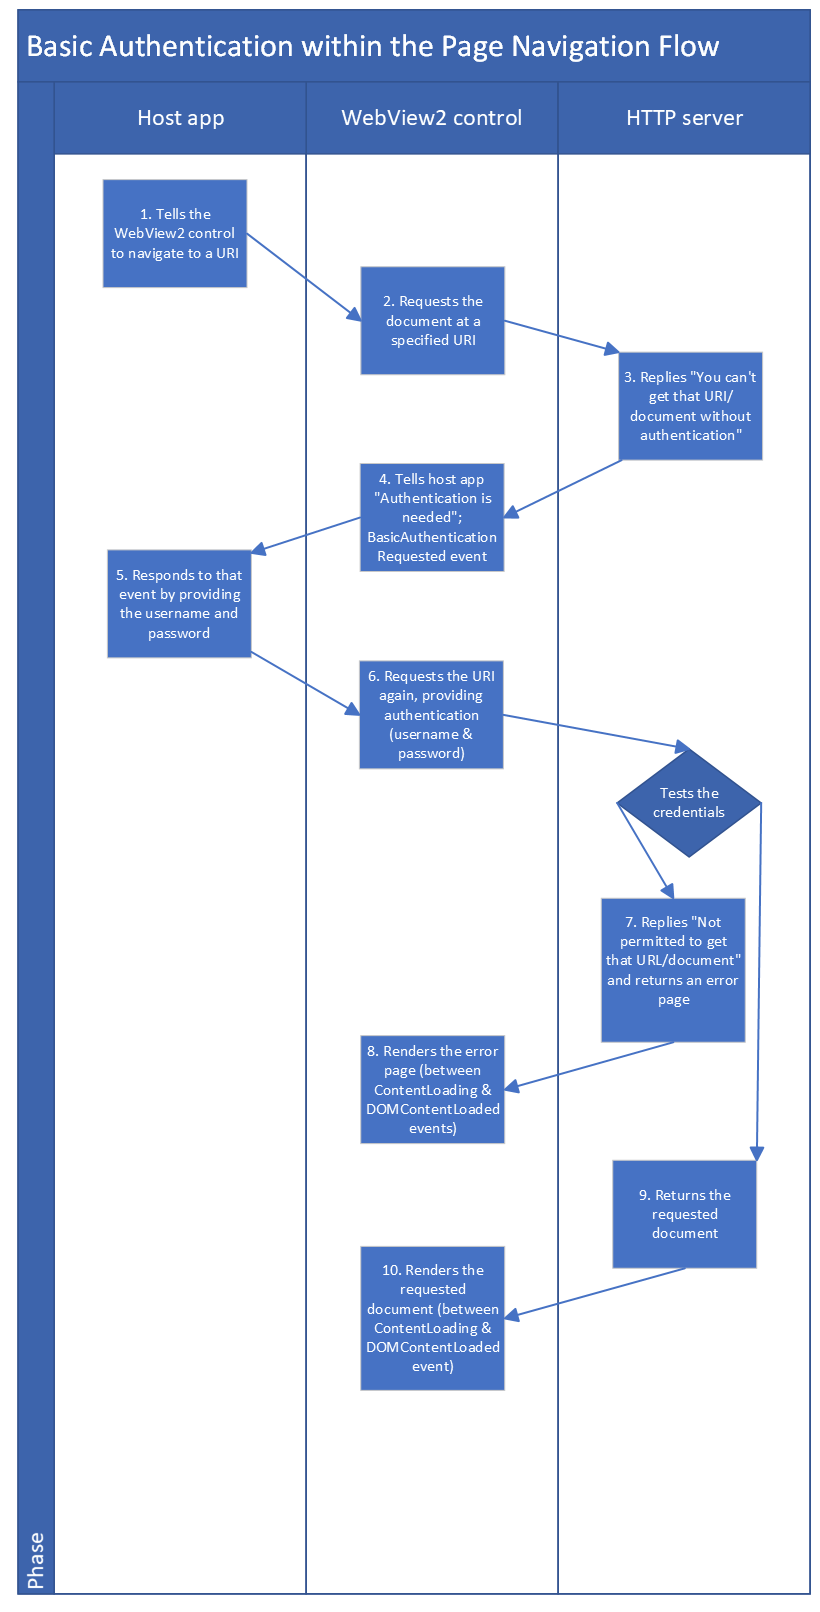 Basic Authentication within the Page Navigation Flow
Host app
WebView2 control
HTTP server
1. Tells the
WebView2 control
to navigate to a URI
2. Requests the
document at a
specified URI
3. Replies "You can't
get that URI/
document without
authentication"
4. Tells host app
"Authentication is
needed";
BasicAuthentication
Requested event
5. Responds to that
event by providing
the username and
password
6. Requests the URI
again, providing
authentication
(username &
password)
Tests the
credentials
7. Replies "Not
permitted to get
that URL/document"
and returns an error
page
8. Renders the error
page (between
ContentLoading &
DOMContentLoaded
events)
9. Returns the
requested
document
10. Renders the
requested
document (between
ContentLoading &
DOMContentLoaded
event)
Phase